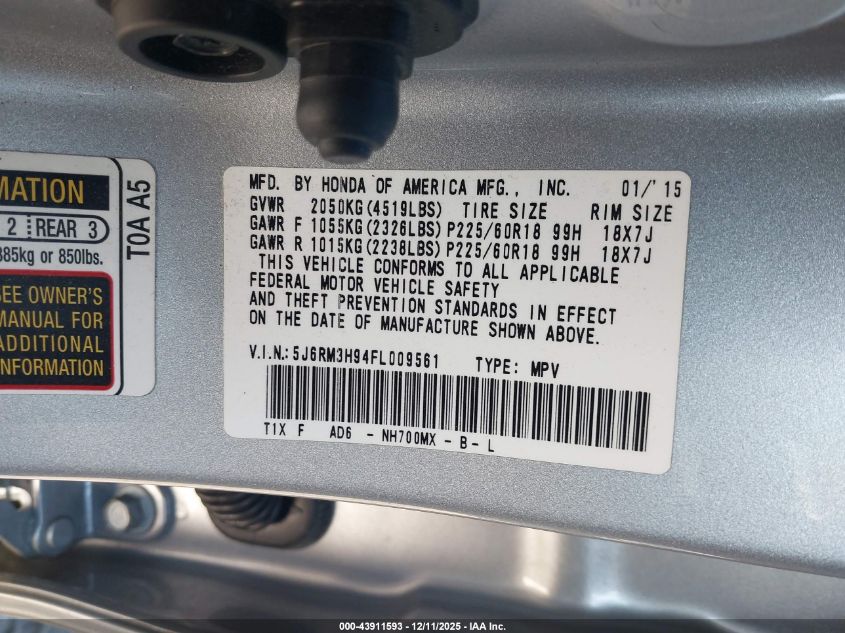 MATION
2 REAR 3
385kg or 850lbs.
SEE OWNER'S
MANUAL FOR
ADDITIONAL
INFORMATION
T0A A5
MFD. BY HONDA OF AMERICA MFG., INC. 01/'15
GVWR 2050KG(4519LBS) TIRE SIZE RIM SIZE
GAWR F 1055KG(2326LBS) P225/60R18 99H 18X7J
GAWR R 1015KG(2238LBS) P225/60R18 99H 18X7J
THIS VEHICLE CONFORMS TO ALL APPLICABLE
FEDERAL MOTOR VEHICLE SAFETY
AND THEFT PREVENTION STANDARDS IN EFFECT
ON THE DATE OF MANUFACTURE SHOWN ABOVE.
V.I.N.: 5J6RM3H94FL009561 TYPE: MPV
T1X F AD6 - NH700MX - B - L
000-43911593 - 12/11/2025 - IAA Inc.